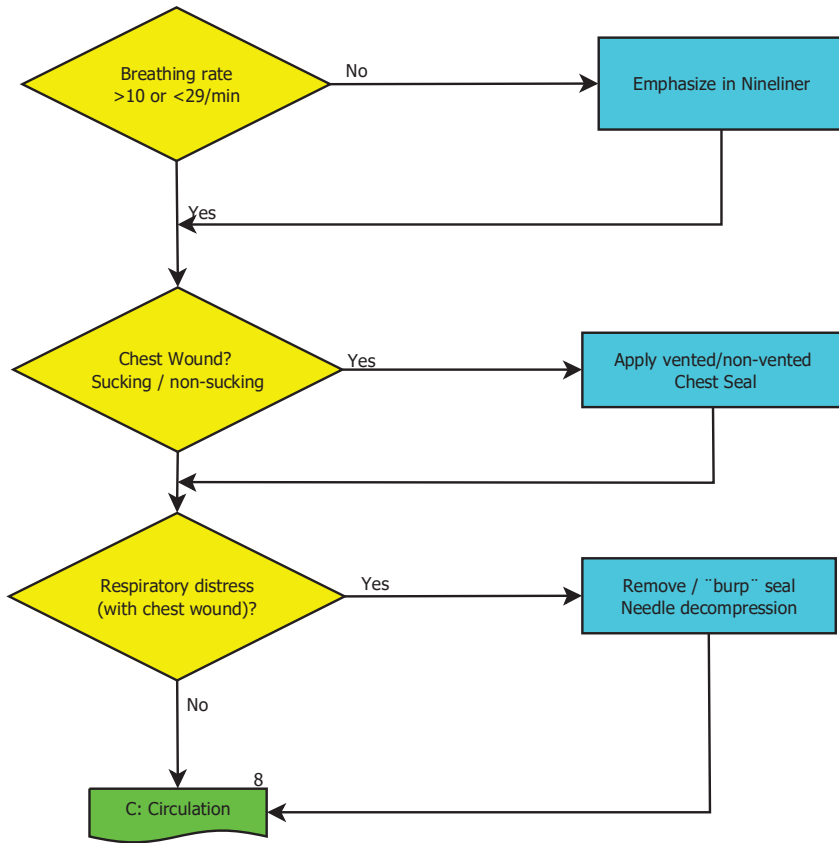 Breathing rate
>10 or <29/min
No
Emphasize in Nineliner
Yes
Chest Wound?
Sucking / non-sucking
Yes
Apply vented/non-vented
Chest Seal
Respiratory distress
(with chest wound)?
Yes
Remove / ¨burp¨ seal
Needle decompression
No
8
C: Circulation